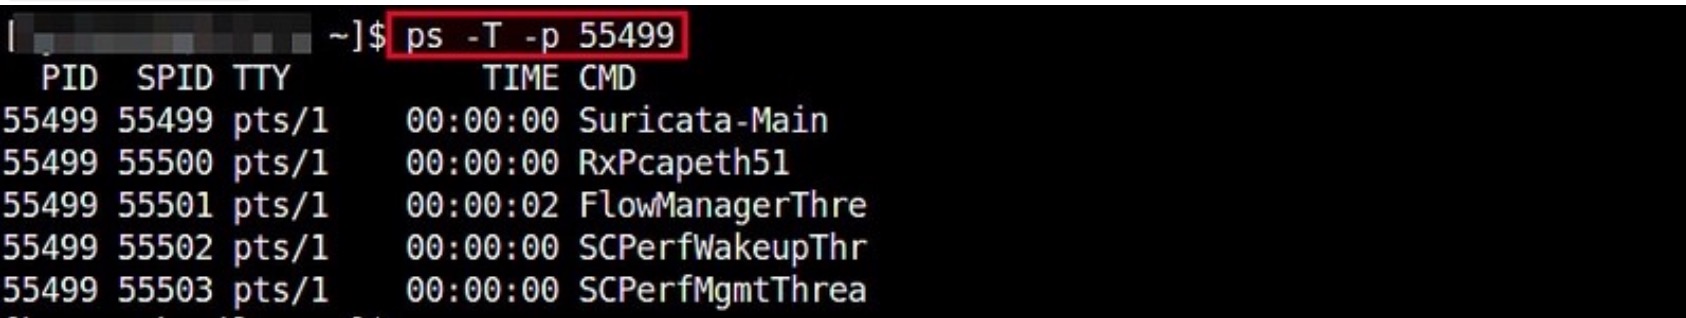 [ ~]$ ps -T -p 55499
PID SPID TTY TIME CMD
55499 55499 pts/1 00:00:00 Suricata-Main
55499 55500 pts/1 00:00:00 RxPcapeth51
55499 55501 pts/1 00:00:02 FlowManagerThre
55499 55502 pts/1 00:00:00 SCPerfWakeupThr
55499 55503 pts/1 00:00:00 SCPerfMgmtThrea